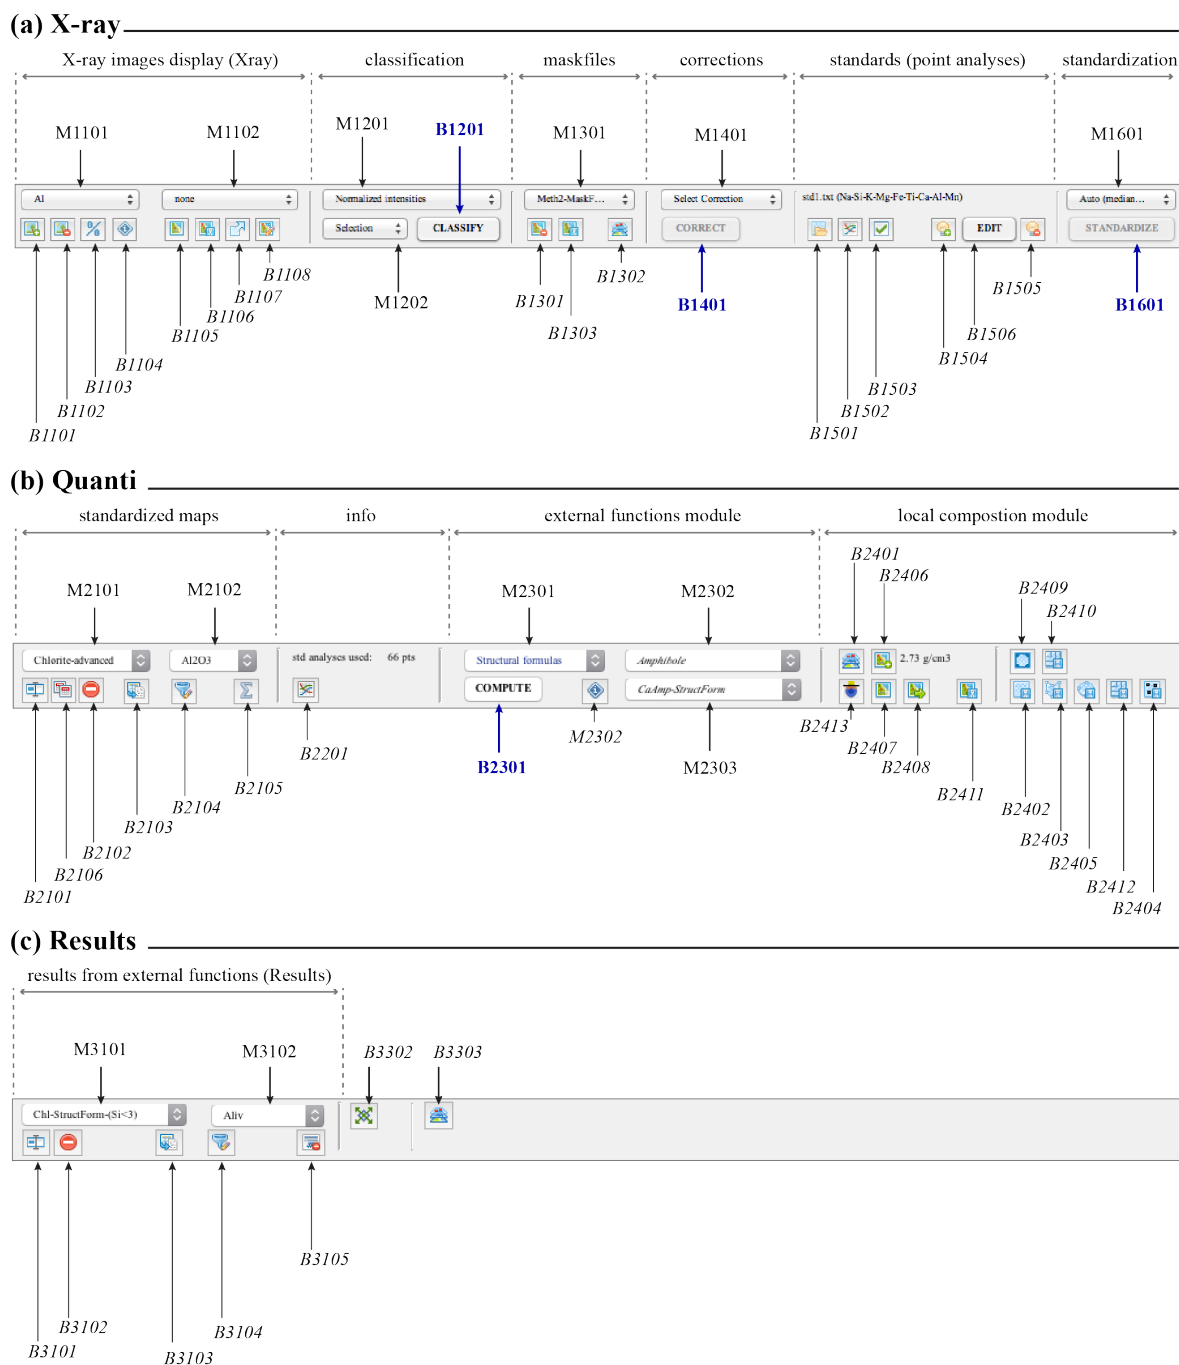 (a) X-ray
X-ray images display (Xray) classification maskfiles corrections standards (point analyses) standardization
M1101 M1102 M1201 B1201 M1301 M1401 M1601
Al none Normalized intensities Meth2-MaskF... Select Correction std1.txt (Na-Si-K-Mg-Fe-Ti-Ca-Al-Mn) Auto (median...
Selection CLASSIFY CORRECT EDIT STANDARDIZE
B1108 B1302
B1107 M1202 B1301 B1401 B1505 B1601
B1106
B1105 B1303 B1506
B1104 B1504
B1103 B1503
B1102 B1502
B1101 B1501
(b) Quanti
standardized maps info external functions module local compostion module
B2401
B2406
M2101 M2102 M2301 M2302 B2409
B2410
Chlorite-advanced Al2O3 std analyses used: 66 pts Structural formulas Amphibole 2.73 g/cm3
COMPUTE CaAmp-StructForm
B2413
B2201 M2302 B2407
B2301 M2303 B2408
B2105 B2411
B2104 B2402
B2103
B2403
B2102 B2405
B2106 B2412
B2101 B2404
(c) Results
results from external functions (Results)
M3101 M3102 B3302 B3303
Chl-StructForm-(Si<3) Aliv
B3105
B3102 B3104
B3101 B3103